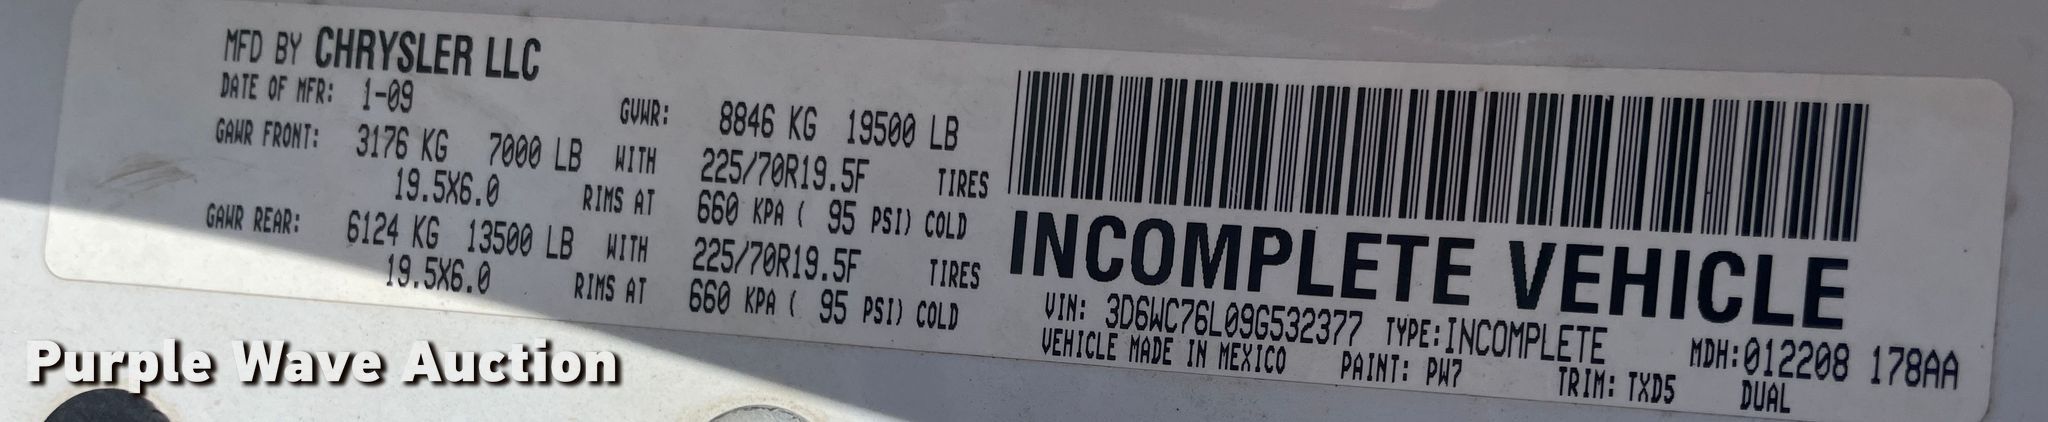 MFD BY CHRYSLER LLC
DATE OF MFR: 1-09 GVWR: 8846 KG 19500 LB
GAWR FRONT: 3176 KG 7000 LB WITH 225/70R19.5F TIRES
19.5X6.0 RIMS AT 660 KPA ( 95 PSI) COLD
GAWR REAR: 6124 KG 13500 LB WITH 225/70R19.5F TIRES
19.5X6.0 RIMS AT 660 KPA ( 95 PSI) COLD
INCOMPLETE VEHICLE
VIN: 3D6WC76L09G532377 TYPE: INCOMPLETE MDH: 012208 178AA
VEHICLE MADE IN MEXICO PAINT: PW7 TRIM: TXD5 DUAL
Purple Wave Auction